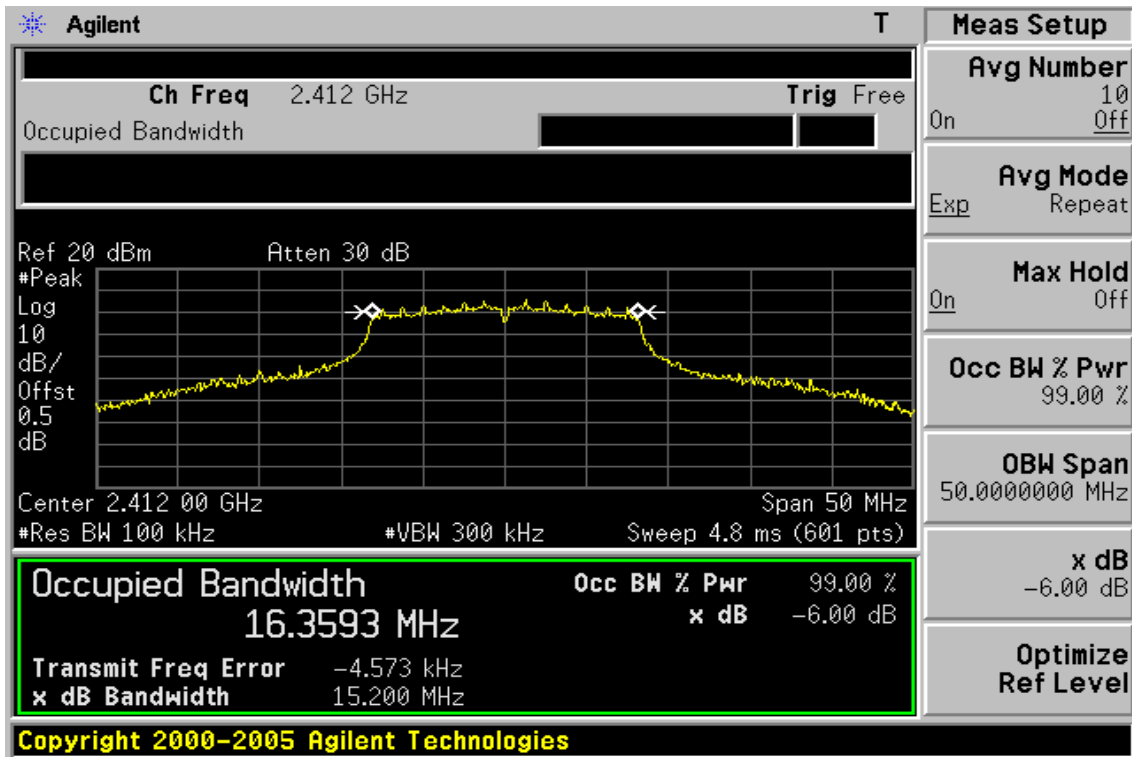 Agilent T
Ch Freq 2.412 GHz Trig Free
Occupied Bandwidth
Ref 20 dBm Atten 30 dB
#Peak
Log
10
dB/
Offst
0.5
dB
Center 2.412 00 GHz Span 50 MHz
#Res BW 100 kHz #VBW 300 kHz Sweep 4.8 ms (601 pts)
Occupied Bandwidth Occ BW % Pwr 99.00 %
16.3593 MHz x dB -6.00 dB
Transmit Freq Error -4.573 kHz
x dB Bandwidth 15.200 MHz
Copyright 2000-2005 Agilent Technologies
Meas Setup
Avg Number
10
On Off
Avg Mode
Exp Repeat
Max Hold
On Off
Occ BW % Pwr
99.00 %
OBW Span
50.0000000 MHz
x dB
-6.00 dB
Optimize
Ref Level